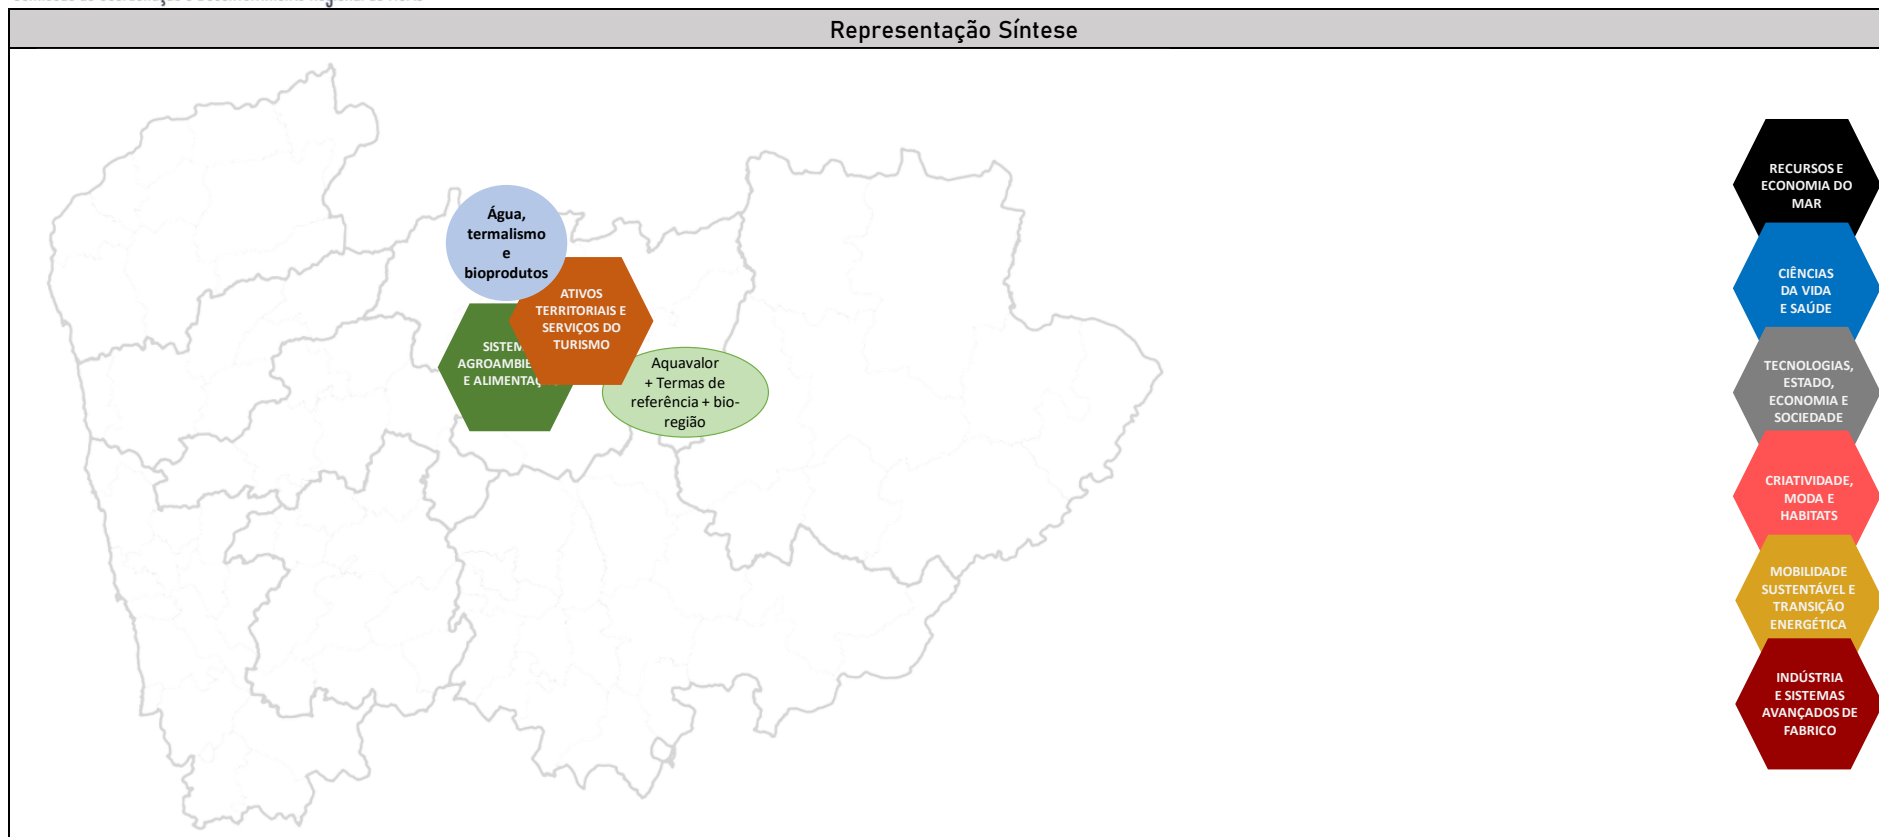 Representação Síntese
Água,
termalismo
e
bioprodutos
ATIVOS
TERRITORIAIS E
SERVIÇOS DO
TURISMO
E ALIMENTAÇ
Aquavalor
+ Termas de
referência + bio-
região
RECURSOS E
ECONOMIA DO
MAR
CIÊNCIAS
DA VIDA
E SAÚDE
TECNOLOGIAS,
ESTADO,
ECONOMIA E
SOCIEDADE
CRIATIVIDADE,
MODA E
HABITATS
MOBILIDADE
SUSTENTÁVEL E
TRANSIÇÃO
ENERGÉTICA
INDÚSTRIA
E SISTEMAS
AVANÇADOS DE
FABRICO